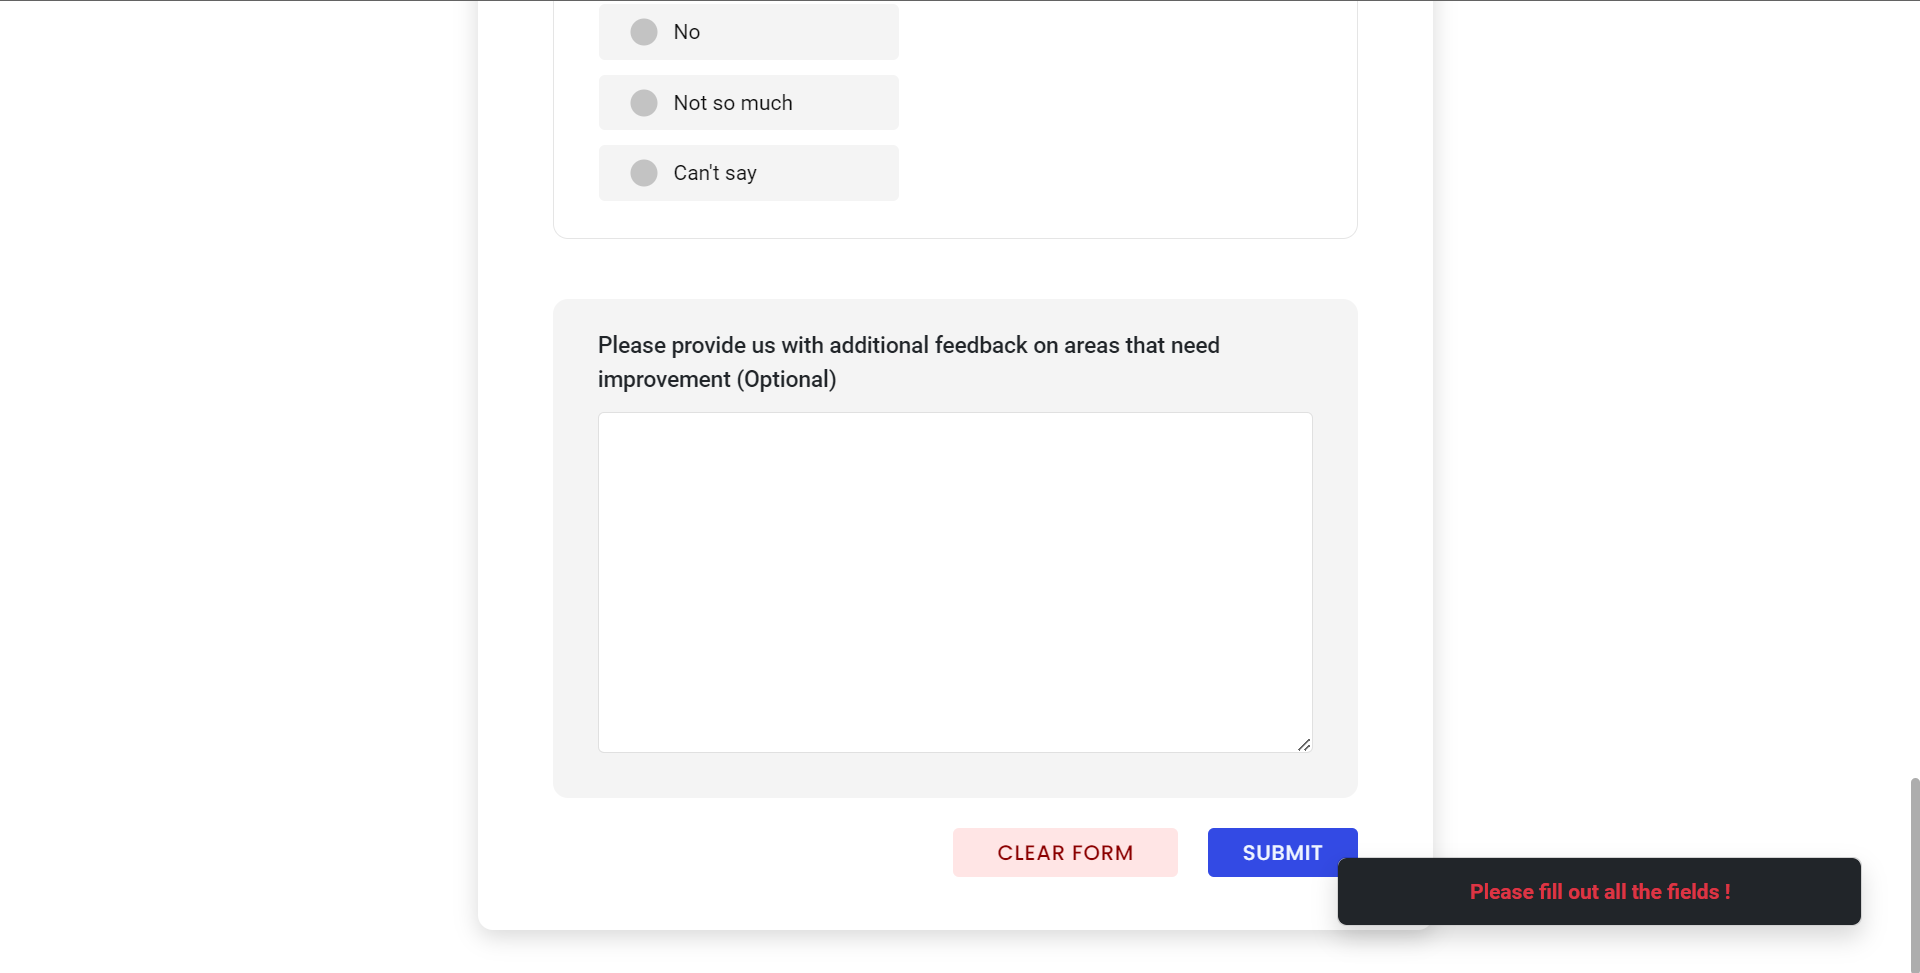 No
Not so much
Can't say
Please provide us with additional feedback on areas that need
improvement (Optional)
CLEAR FORM
SUBMIT
Please fill out all the fields !